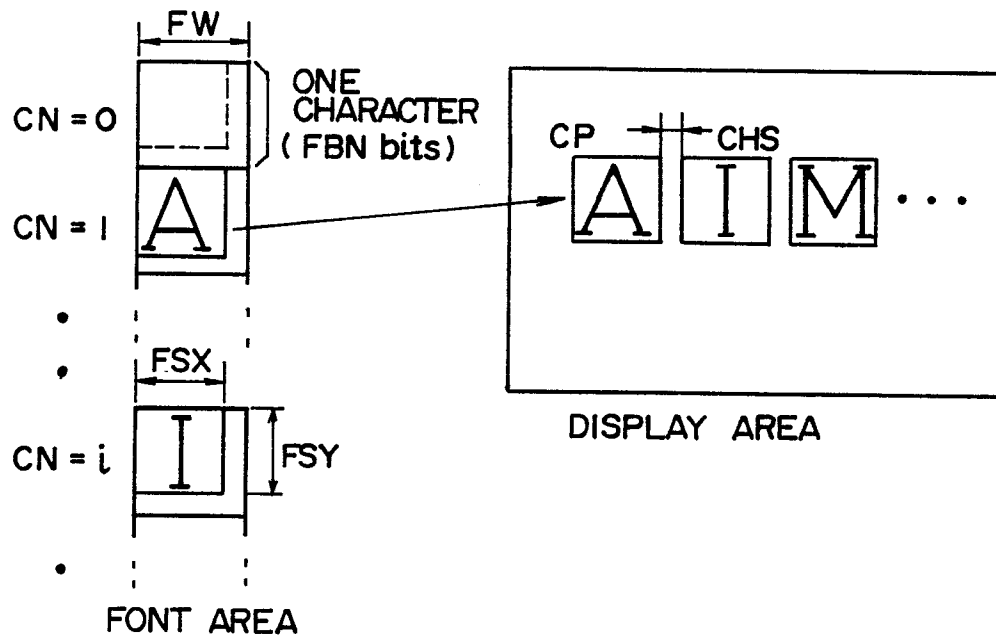 FW
CN = 0
ONE
CHARACTER
( FBN bits)
CN = 1
A
CP
CHS
A I M • • •
FSX
CN = i
I
FSY
FONT AREA
DISPLAY AREA